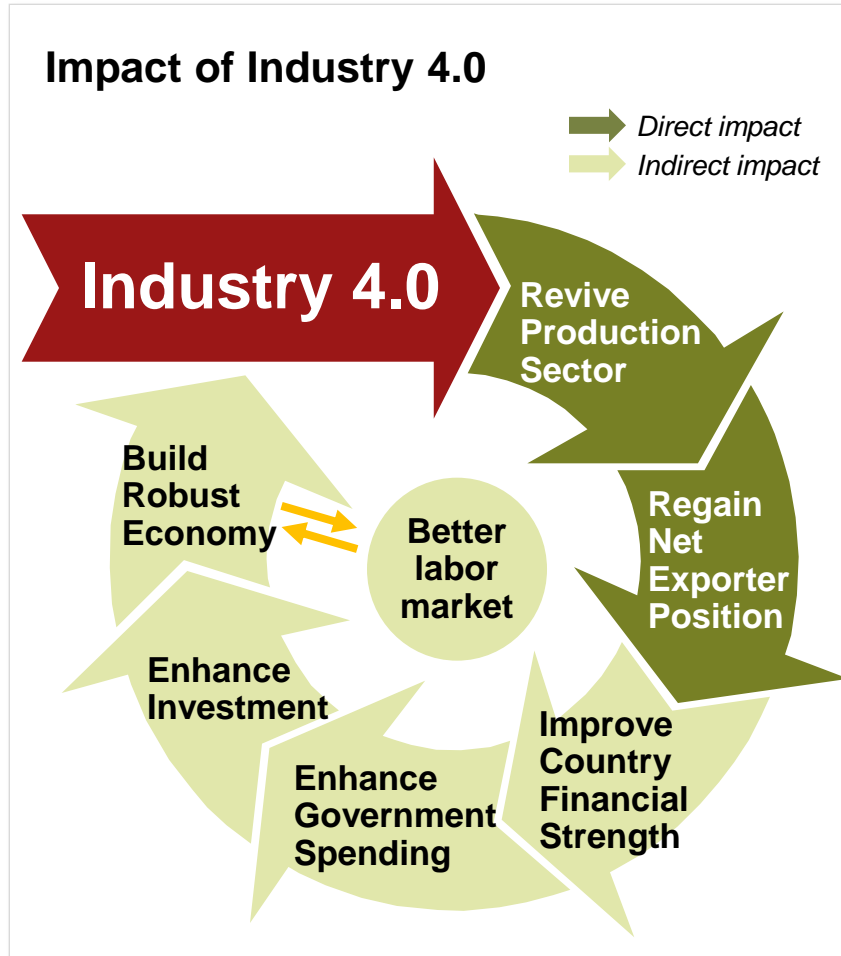 Impact of Industry 4.0
Direct impact
Indirect impact
Industry 4.0
Revive
Production
Sector
Regain
Net
Exporter
Position
Improve
Country
Financial
Strength
Enhance
Government
Spending
Enhance
Investment
Build
Robust
Economy
Better
labor
market